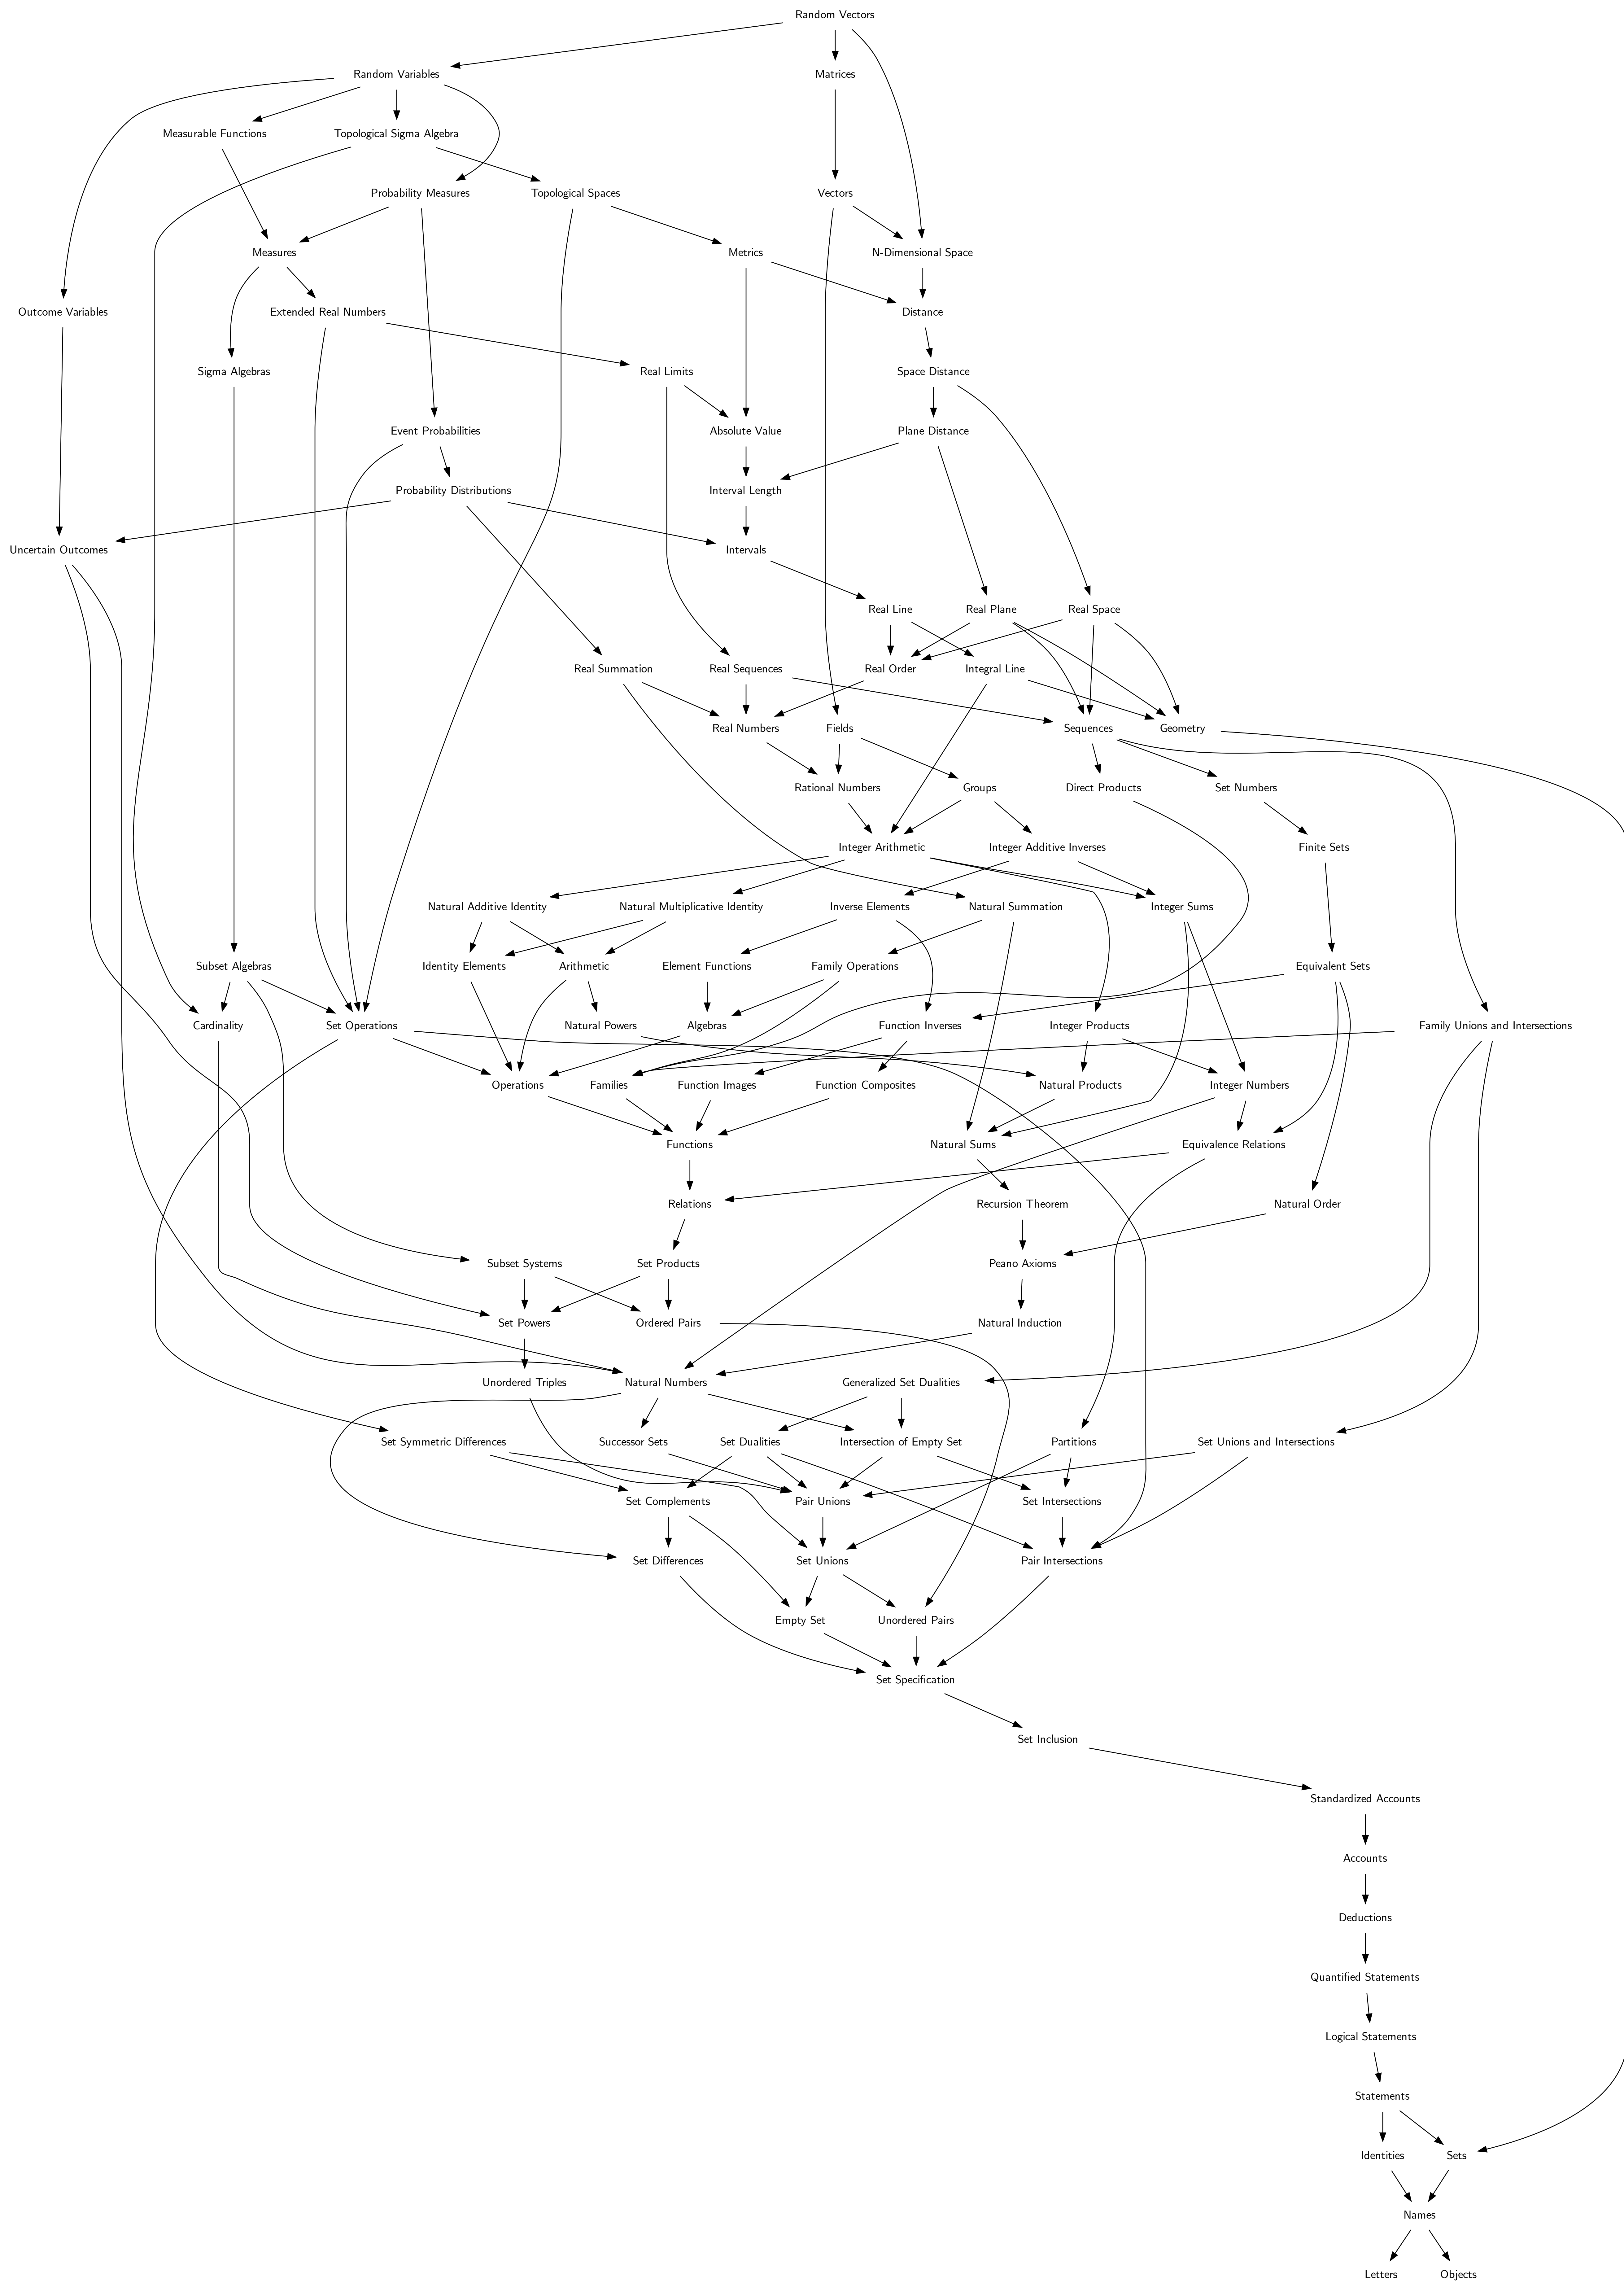 Random Vectors
Random Variables
Matrices
Measurable Functions
Topological Sigma Algebra
Probability Measures
Topological Spaces
Vectors
Measures
Metrics
N-Dimensional Space
Outcome Variables
Extended Real Numbers
Distance
Sigma Algebras
Real Limits
Space Distance
Event Probabilities
Absolute Value
Plane Distance
Probability Distributions
Interval Length
Uncertain Outcomes
Intervals
Real Line
Real Plane
Real Space
Real Summation
Real Sequences
Real Order
Integral Line
Real Numbers
Fields
Sequences
Geometry
Rational Numbers
Groups
Direct Products
Set Numbers
Integer Arithmetic
Integer Additive Inverses
Finite Sets
Natural Additive Identity
Natural Multiplicative Identity
Inverse Elements
Natural Summation
Integer Sums
Subset Algebras
Identity Elements
Arithmetic
Element Functions
Family Operations
Equivalent Sets
Cardinality
Set Operations
Natural Powers
Algebras
Function Inverses
Integer Products
Family Unions and Intersections
Operations
Families
Function Images
Function Composites
Natural Products
Integer Numbers
Functions
Natural Sums
Equivalence Relations
Relations
Recursion Theorem
Natural Order
Subset Systems
Set Products
Peano Axioms
Set Powers
Ordered Pairs
Natural Induction
Unordered Triples
Natural Numbers
Generalized Set Dualities
Set Symmetric Differences
Successor Sets
Set Dualities
Intersection of Empty Set
Partitions
Set Unions and Intersections
Set Complements
Pair Unions
Set Intersections
Set Differences
Set Unions
Pair Intersections
Empty Set
Unordered Pairs
Set Specification
Set Inclusion
Standardized Accounts
Accounts
Deductions
Quantified Statements
Logical Statements
Statements
Identities
Sets
Names
Letters
Objects